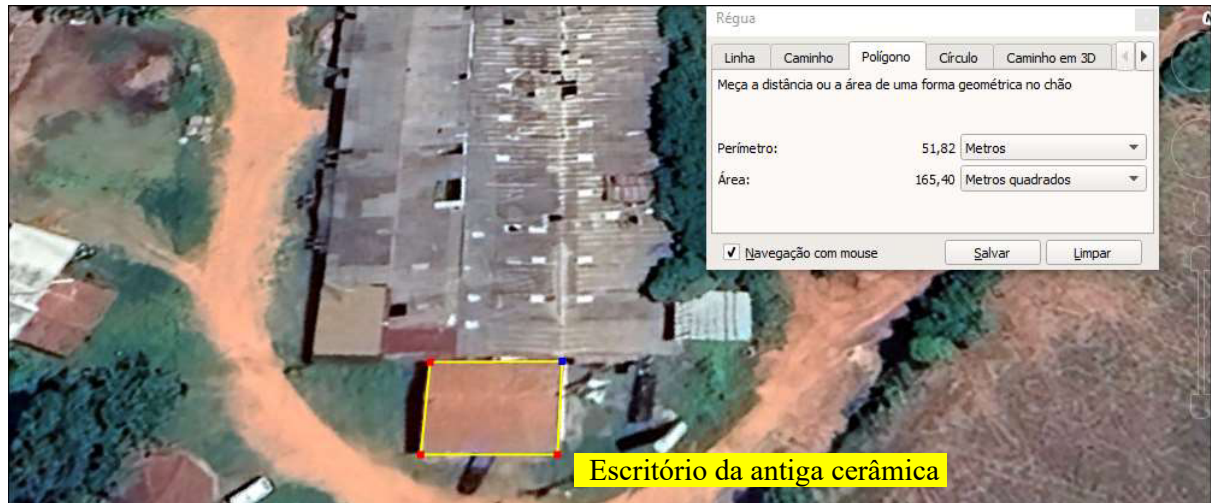 Régua
Linha Caminho Polígono Círculo Caminho em 3D
Meça a distância ou a área de uma forma geométrica no chão
Perímetro: 51,82 Metros
Área: 165,40 Metros quadrados
Navegação com mouse Salvar Limpar
Escritório da antiga cerâmica